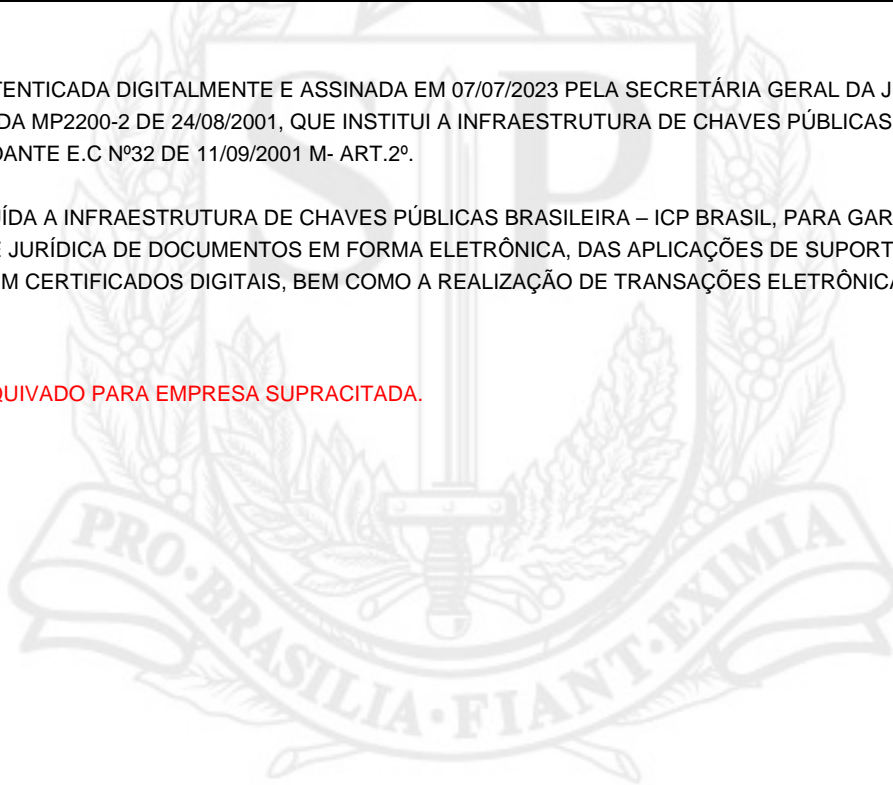 TENTICADA DIGITALMENTE E ASSINADA EM 07/07/2023 PELA SECRETÁRIA GERAL DA J
DA MP2200-2 DE 24/08/2001, QUE INSTITUI A INFRAESTRUTURA DE CHAVES PÚBLICAS
DANTE E.C Nº32 DE 11/09/2001 M- ART.2º.
ÍDA A INFRAESTRUTURA DE CHAVES PÚBLICAS BRASILEIRA – ICP BRASIL, PARA GAR
E JURÍDICA DE DOCUMENTOS EM FORMA ELETRÔNICA, DAS APLICAÇÕES DE SUPORT
M CERTIFICADOS DIGITAIS, BEM COMO A REALIZAÇÃO DE TRANSAÇÕES ELETRÔNICA
QUIVADO PARA EMPRESA SUPRACITADA.
SP
PRO·BRASILIA·FIANT·EXIMIA